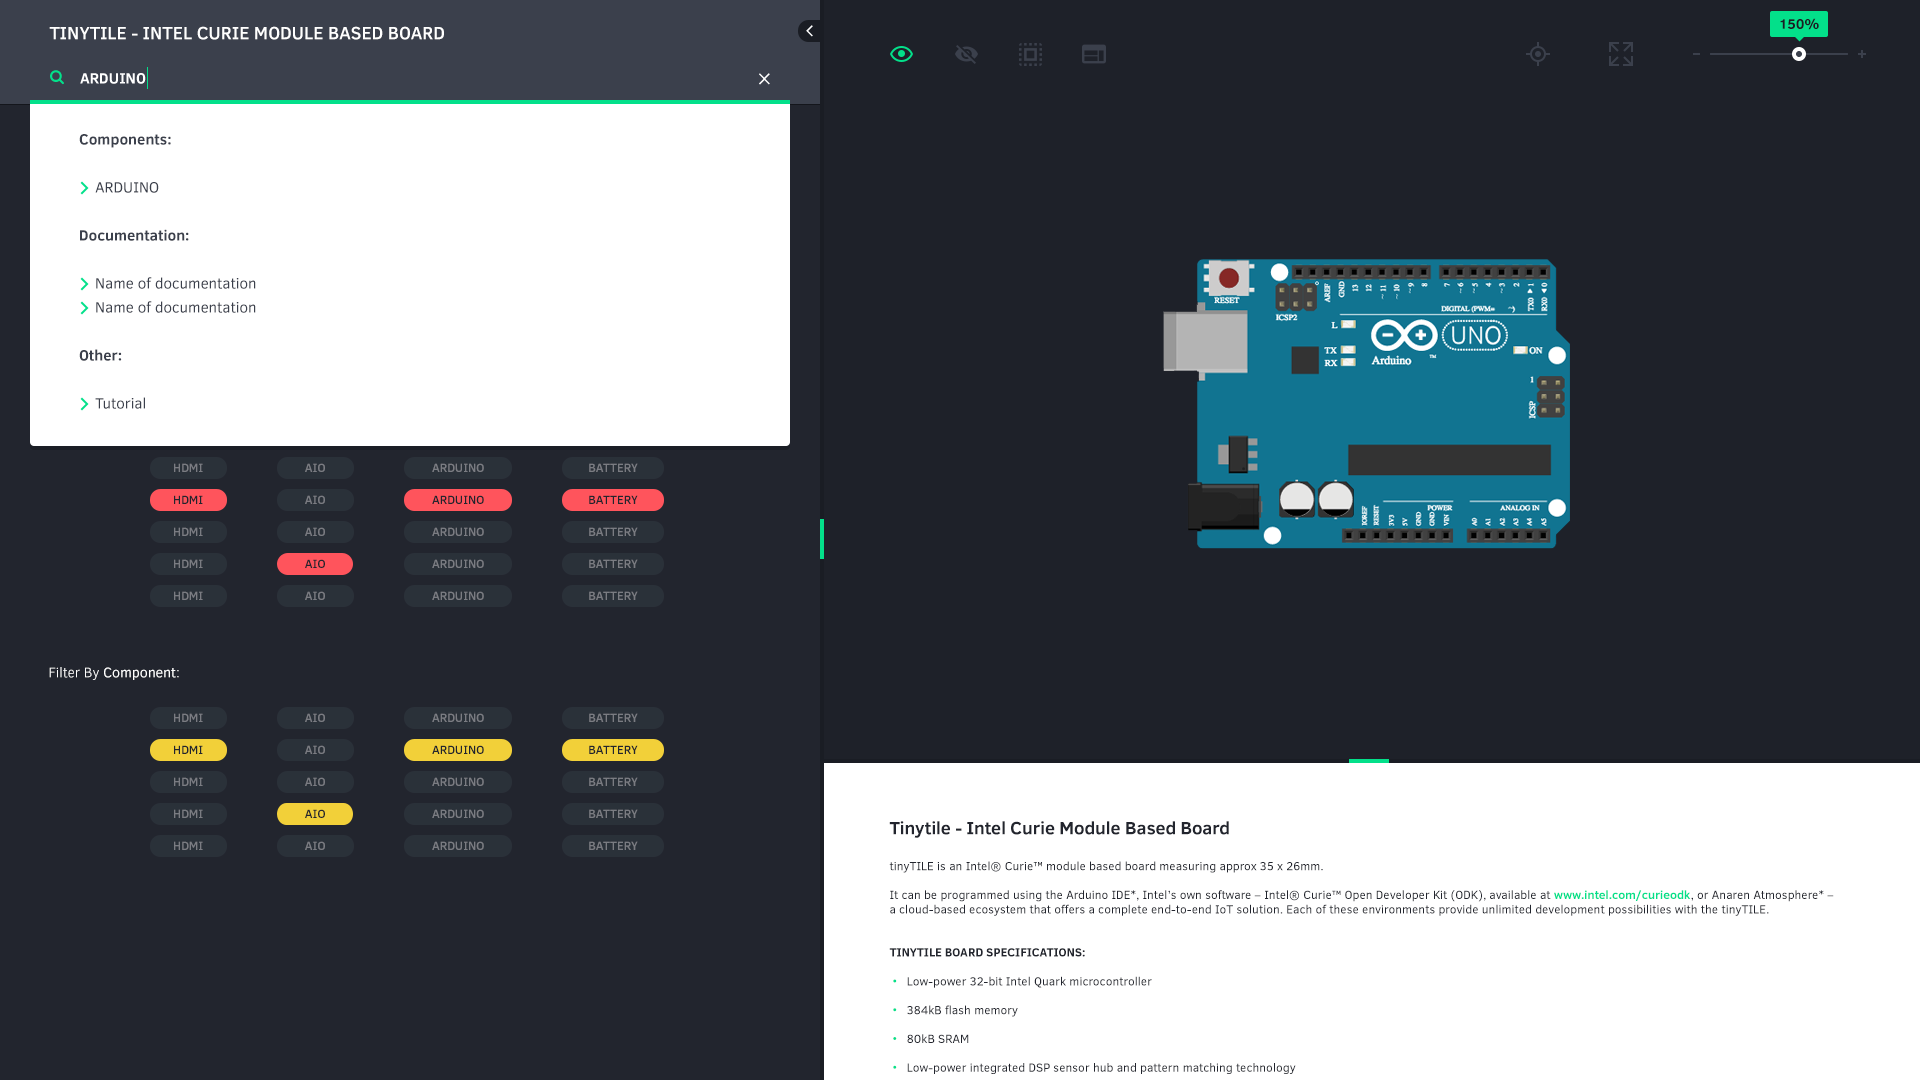 TINYTILE - INTEL CURIE MODULE BASED BOARD
ARDUINO
Components:
ARDUINO
Documentation:
Name of documentation
Name of documentation
Other:
Tutorial
HDMI AIO ARDUINO BATTERY
HDMI AIO ARDUINO BATTERY
HDMI AIO ARDUINO BATTERY
HDMI AIO ARDUINO BATTERY
HDMI AIO ARDUINO BATTERY
Filter By Component:
HDMI AIO ARDUINO BATTERY
HDMI AIO ARDUINO BATTERY
HDMI AIO ARDUINO BATTERY
HDMI AIO ARDUINO BATTERY
HDMI AIO ARDUINO BATTERY
150%
- +
RESET
ICSP2
AREF
GND
13
12
~11
~10
~9
8
7
~6
~5
4
~3
2
TX0 ▶ 1
RX0 ◀ 0
DIGITAL (PWM= ~)
L
TX
RX
Arduino ™
UNO
ON
1
ICSP
POWER
ANALOG IN
IOREF
RESET
3V3
5V
GND
GND
VIN
A0
A1
A2
A3
A4
A5
Tinytile - Intel Curie Module Based Board
tinyTILE is an Intel® Curie™ module based board measuring approx 35 x 26mm.
It can be programmed using the Arduino IDE*, Intel's own software – Intel® Curie™ Open Developer Kit (ODK), available at www.intel.com/curieodk, or Anaren Atmosphere* –
a cloud-based ecosystem that offers a complete end-to-end IoT solution. Each of these environments provide unlimited development possibilities with the tinyTILE.
TINYTILE BOARD SPECIFICATIONS:
• Low-power 32-bit Intel Quark microcontroller
• 384kB flash memory
• 80kB SRAM
• Low-power integrated DSP sensor hub and pattern matching technology